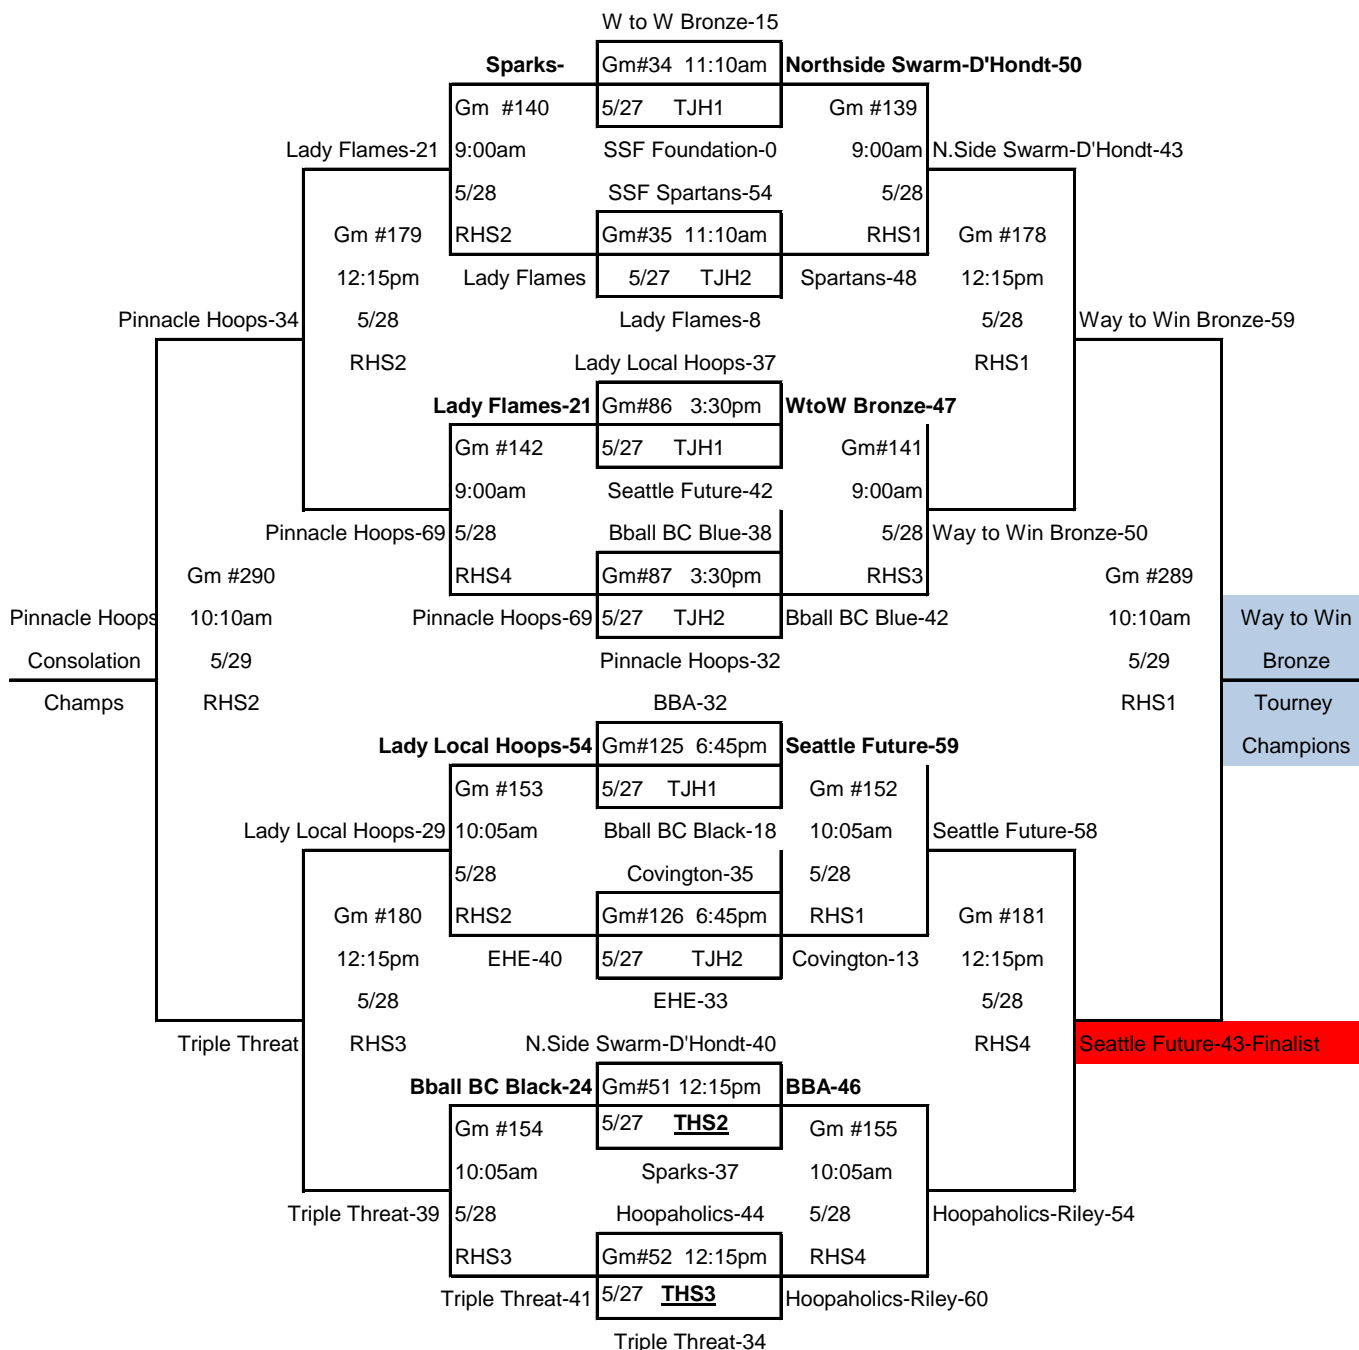 W to W Bronze-15
Sparks- Gm#34 11:10am Northside Swarm-D'Hondt-50
Gm #140 5/27 TJH1 Gm #139
Lady Flames-21 9:00am SSF Foundation-0 9:00am N.Side Swarm-D'Hondt-43
5/28 SSF Spartans-54 5/28
Gm #179 RHS2 Gm#35 11:10am RHS1 Gm #178
12:15pm Lady Flames 5/27 TJH2 Spartans-48 12:15pm
Pinnacle Hoops-34 5/28 Lady Flames-8 5/28 Way to Win Bronze-59
RHS2 Lady Local Hoops-37 RHS1
Lady Flames-21 Gm#86 3:30pm WtoW Bronze-47
Gm #142 5/27 TJH1 Gm#141
9:00am Seattle Future-42 9:00am
Pinnacle Hoops-69 5/28 Bball BC Blue-38 5/28 Way to Win Bronze-50
Gm #290 RHS4 Gm#87 3:30pm RHS3 Gm #289
Pinnacle Hoops 10:10am Pinnacle Hoops-69 5/27 TJH2 Bball BC Blue-42 10:10am Way to Win
Consolation 5/29 Pinnacle Hoops-32 5/29 Bronze
Champs RHS2 BBA-32 RHS1 Tourney
Lady Local Hoops-54 Gm#125 6:45pm Seattle Future-59 Champions
Gm #153 5/27 TJH1 Gm #152
Lady Local Hoops-29 10:05am Bball BC Black-18 10:05am Seattle Future-58
5/28 Covington-35 5/28
Gm #180 RHS2 Gm#126 6:45pm RHS1 Gm #181
12:15pm EHE-40 5/27 TJH2 Covington-13 12:15pm
5/28 EHE-33 5/28
Triple Threat RHS3 N.Side Swarm-D'Hondt-40 RHS4 Seattle Future-43-Finalist
Bball BC Black-24 Gm#51 12:15pm BBA-46
Gm #154 5/27 THS2 Gm #155
10:05am Sparks-37 10:05am
Triple Threat-39 5/28 Hoopaholics-44 5/28 Hoopaholics-Riley-54
RHS3 Gm#52 12:15pm RHS4
Triple Threat-41 5/27 THS3 Hoopaholics-Riley-60
Triple Threat-34